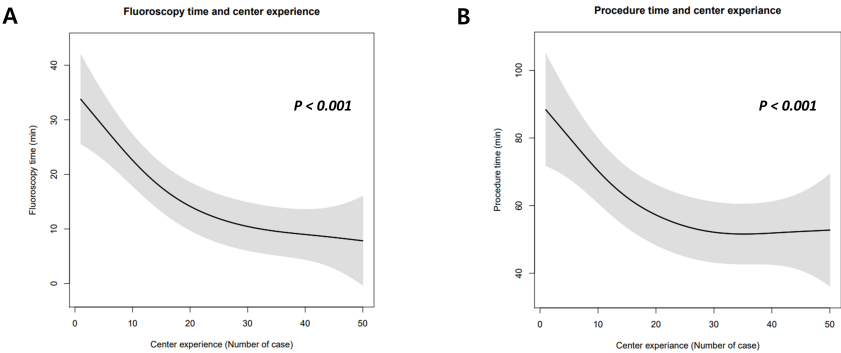 A
Fluoroscopy time and center experience
Fluoroscopy time (min)
40
30
20
10
0
P < 0.001
0 10 20 30 40 50
Center experience (Number of case)
B
Procedure time and center experiance
Procedure time (min)
100
80
60
40
P < 0.001
0 10 20 30 40 50
Center experiance (Number of case)